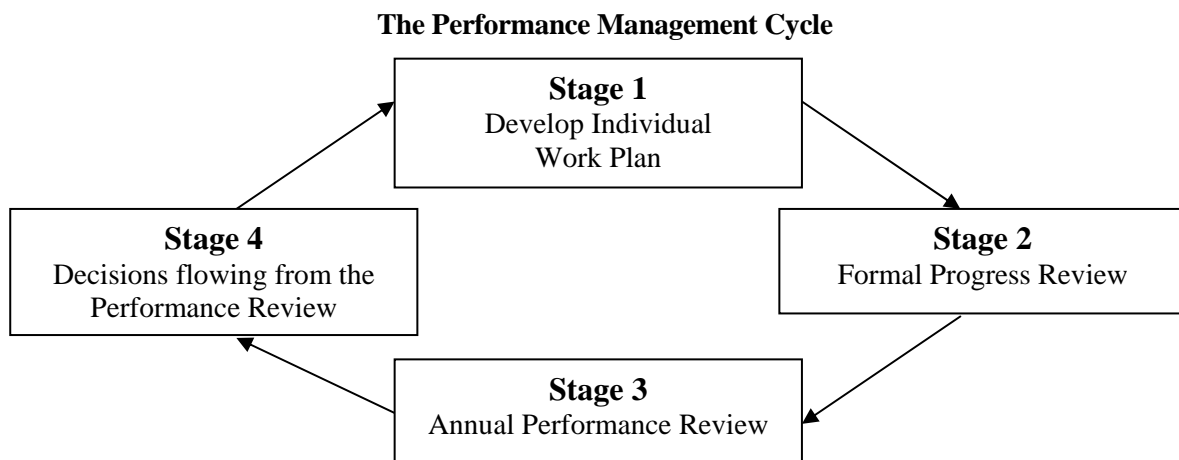 The Performance Management Cycle
Stage 1
Develop Individual
Work Plan
Stage 2
Formal Progress Review
Stage 3
Annual Performance Review
Stage 4
Decisions flowing from the
Performance Review